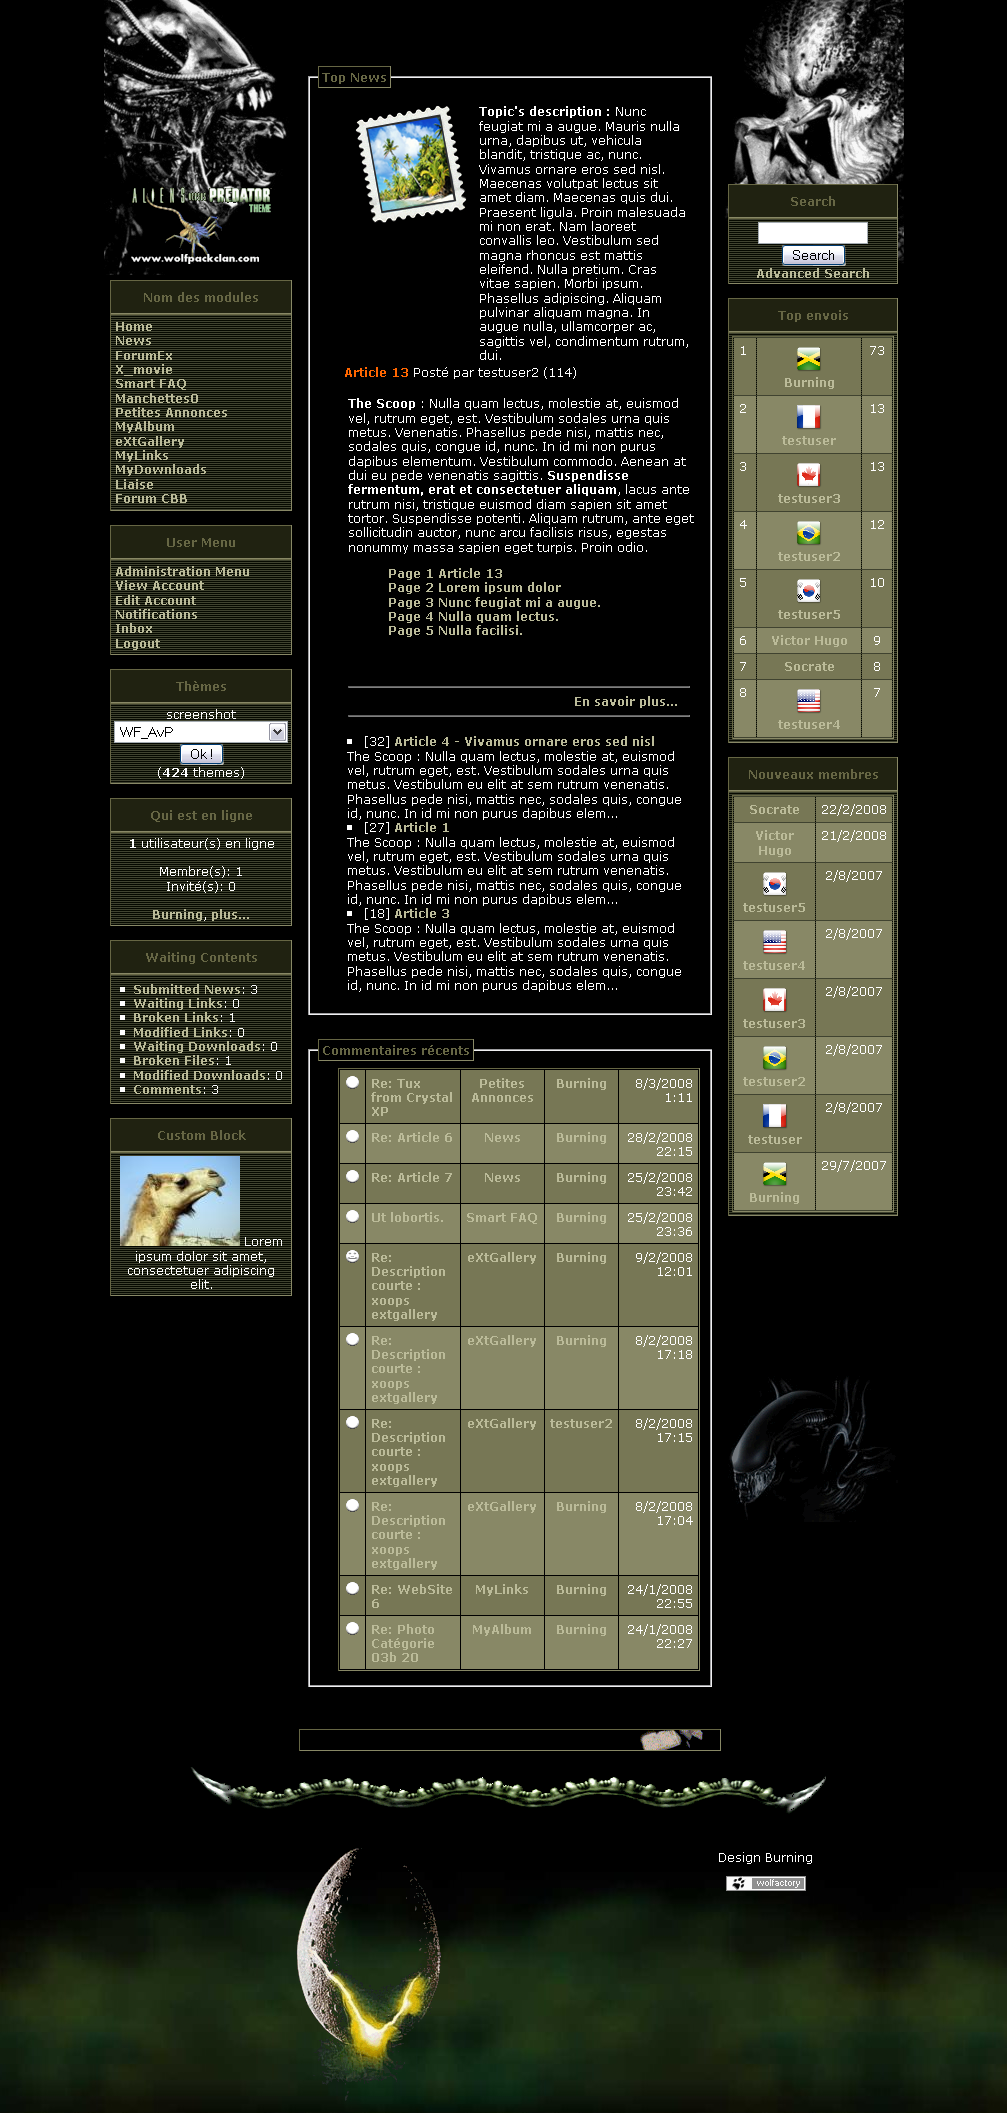 ALIENS VERSUS PREDATOR
THEME
www.wolfpackclan.com
Nom des modules
Home
News
ForumEx
X_movie
Smart FAQ
Manchettes0
Petites Annonces
MyAlbum
eXtGallery
MyLinks
MyDownloads
Liaise
Forum CBB
User Menu
Administration Menu
View Account
Edit Account
Notifications
Inbox
Logout
Thèmes
screenshot
WF_AvP
Ok !
(424 themes)
Qui est en ligne
1 utilisateur(s) en ligne
Membre(s): 1
Invité(s): 0
Burning, plus...
Waiting Contents
Submitted News: 3
Waiting Links: 0
Broken Links: 1
Modified Links: 0
Waiting Downloads: 0
Broken Files: 1
Modified Downloads: 0
Comments: 3
Custom Block
Lorem
ipsum dolor sit amet,
consectetuer adipiscing
elit.
Top News
Topic's description : Nunc
feugiat mi a augue. Mauris nulla
urna, dapibus ut, vehicula
blandit, tristique ac, nunc.
Vivamus ornare eros sed nisl.
Maecenas volutpat lectus sit
amet diam. Maecenas quis dui.
Praesent ligula. Proin malesuada
mi non erat. Nam laoreet
convallis leo. Vestibulum sed
magna rhoncus est mattis
eleifend. Nulla pretium. Cras
vitae sapien. Morbi ipsum.
Phasellus adipiscing. Aliquam
pulvinar aliquam magna. In
augue nulla, ullamcorper ac,
sagittis vel, condimentum rutrum,
dui.
Article 13 Posté par testuser2 (114)
The Scoop : Nulla quam lectus, molestie at, euismod
vel, rutrum eget, est. Vestibulum sodales urna quis
metus. Venenatis. Phasellus pede nisi, mattis nec,
sodales quis, congue id, nunc. In id mi non purus
dapibus elementum. Vestibulum commodo. Aenean at
dui eu pede venenatis sagittis. Suspendisse
fermentum, erat et consectetuer aliquam, lacus ante
rutrum nisi, tristique euismod diam sapien sit amet
tortor. Suspendisse potenti. Aliquam rutrum, ante eget
sollicitudin auctor, nunc arcu facilisis risus, egestas
nonummy massa sapien eget turpis. Proin odio.
Page 1 Article 13
Page 2 Lorem ipsum dolor
Page 3 Nunc feugiat mi a augue.
Page 4 Nulla quam lectus.
Page 5 Nulla facilisi.
En savoir plus...
[32] Article 4 - Vivamus ornare eros sed nisl
The Scoop : Nulla quam lectus, molestie at, euismod
vel, rutrum eget, est. Vestibulum sodales urna quis
metus. Vestibulum eu elit at sem rutrum venenatis.
Phasellus pede nisi, mattis nec, sodales quis, congue
id, nunc. In id mi non purus dapibus elem...
[27] Article 1
The Scoop : Nulla quam lectus, molestie at, euismod
vel, rutrum eget, est. Vestibulum sodales urna quis
metus. Vestibulum eu elit at sem rutrum venenatis.
Phasellus pede nisi, mattis nec, sodales quis, congue
id, nunc. In id mi non purus dapibus elem...
[18] Article 3
The Scoop : Nulla quam lectus, molestie at, euismod
vel, rutrum eget, est. Vestibulum sodales urna quis
metus. Vestibulum eu elit at sem rutrum venenatis.
Phasellus pede nisi, mattis nec, sodales quis, congue
id, nunc. In id mi non purus dapibus elem...
Commentaires récents
Re: Tux Petites Burning 8/3/2008
from Crystal Annonces 1:11
XP
Re: Article 6 News Burning 28/2/2008
22:15
Re: Article 7 News Burning 25/2/2008
23:42
Ut lobortis. Smart FAQ Burning 25/2/2008
23:36
Re: eXtGallery Burning 9/2/2008
Description 12:01
courte :
xoops
extgallery
Re: eXtGallery Burning 8/2/2008
Description 17:18
courte :
xoops
extgallery
Re: eXtGallery testuser2 8/2/2008
Description 17:15
courte :
xoops
extgallery
Re: eXtGallery Burning 8/2/2008
Description 17:04
courte :
xoops
extgallery
Re: WebSite MyLinks Burning 24/1/2008
6 22:55
Re: Photo MyAlbum Burning 24/1/2008
Catégorie 22:27
03b 20
Search
Search
Advanced Search
Top envois
1 73
Burning
2 13
testuser
3 13
testuser3
4 12
testuser2
5 10
testuser5
6 Victor Hugo 9
7 Socrate 8
8 7
testuser4
Nouveaux membres
Socrate 22/2/2008
Victor 21/2/2008
Hugo
2/8/2007
testuser5
2/8/2007
testuser4
2/8/2007
testuser3
2/8/2007
testuser2
2/8/2007
testuser
29/7/2007
Burning
Design Burning
wolfactory